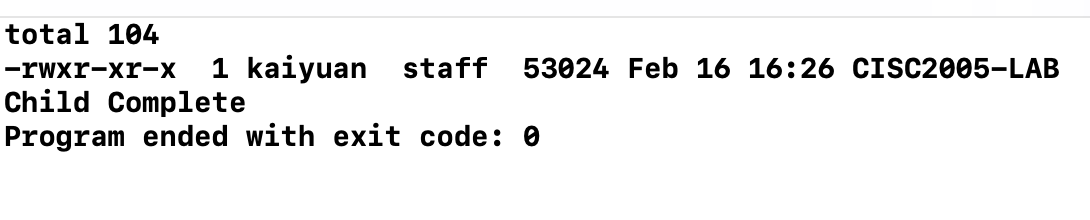 total 104
-rwxr-xr-x  1 kaiyuan  staff  53024 Feb 16 16:26 CISC2005-LAB
Child Complete
Program ended with exit code: 0